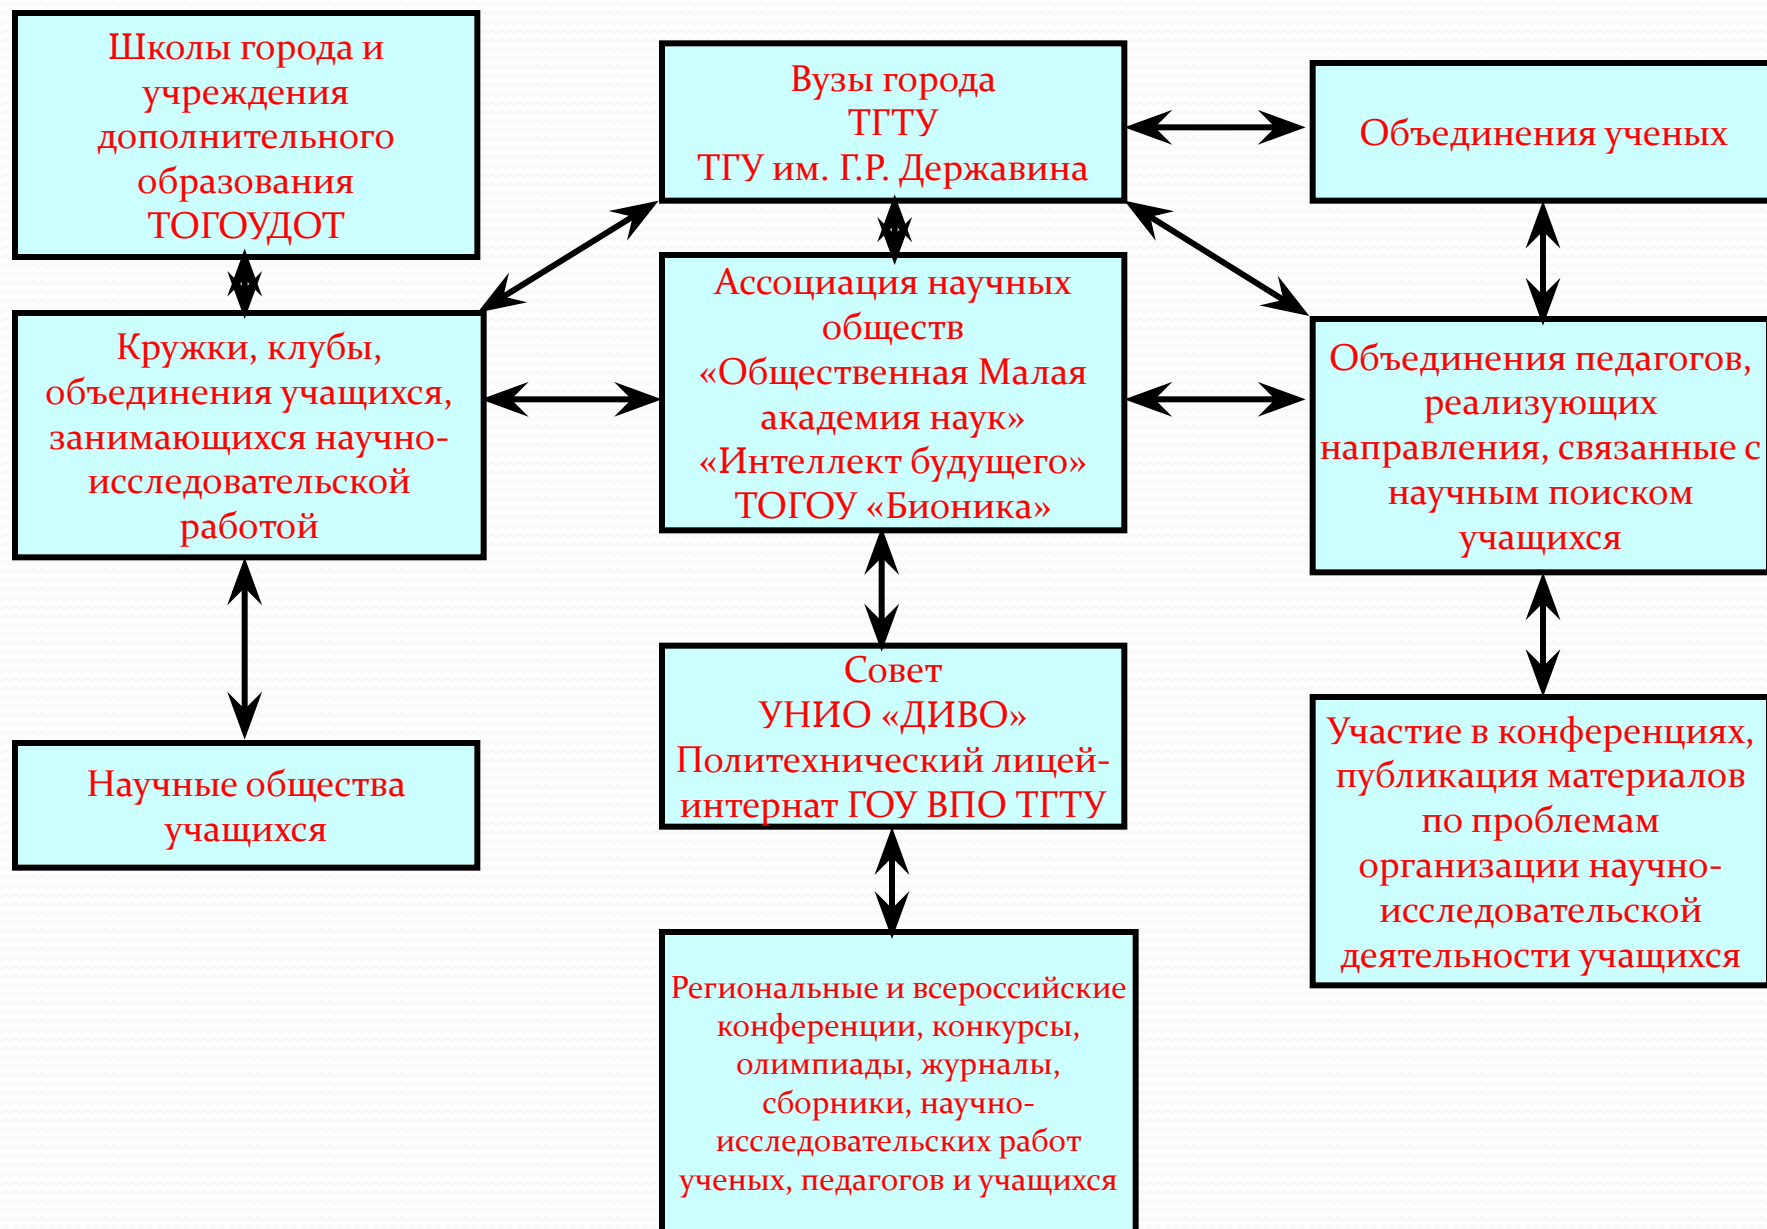 Школы города и
учреждения
дополнительного
образования
ТОГОУДОТ
Вузы города
ТГТУ
ТГУ им. Г.Р. Державина
Объединения ученых
Кружки, клубы,
объединения учащихся,
занимающихся научно-
исследовательской
работой
Ассоциация научных
обществ
«Общественная Малая
академия наук»
«Интеллект будущего»
ТОГОУ «Бионика»
Объединения педагогов,
реализующих
направления, связанные с
научным поиском
учащихся
Научные общества
учащихся
Совет
УНИО «ДИВО»
Политехнический лицей-
интернат ГОУ ВПО ТГТУ
Участие в конференциях,
публикация материалов
по проблемам
организации научно-
исследовательской
деятельности учащихся
Региональные и всероссийские
конференции, конкурсы,
олимпиады, журналы,
сборники, научно-
исследовательских работ
ученых, педагогов и учащихся